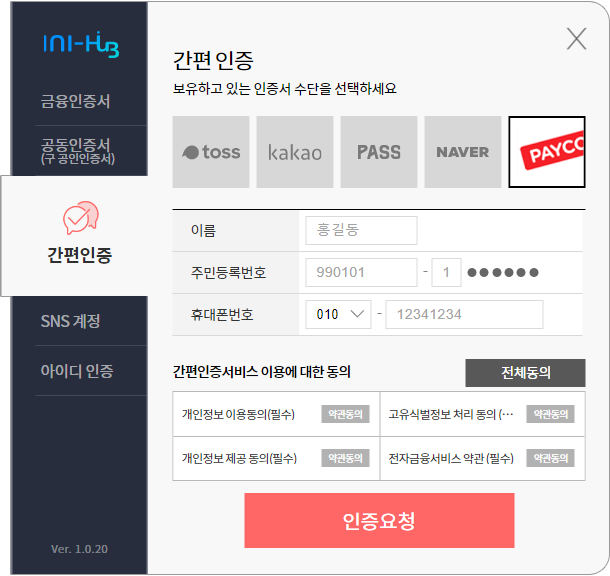 INI-HUB
금융인증서
공동인증서
(구 공인인증서)
간편인증
SNS 계정
아이디 인증
Ver. 1.0.20
간편 인증
보유하고 있는 인증서 수단을 선택하세요
toss kakao PASS NAVER PAYCO
이름 홍길동
주민등록번호 990101 - 1 ●●●●●●
휴대폰번호 010 - 12341234
간편인증서비스 이용에 대한 동의 전체동의
개인정보 이용동의(필수) 약관동의 고유식벌정보 처리 동의 (··· 약관동의
개인정보 제공 동의(필수) 약관동의 전자금융서비스 약관 (필수) 약관동의
인증요청